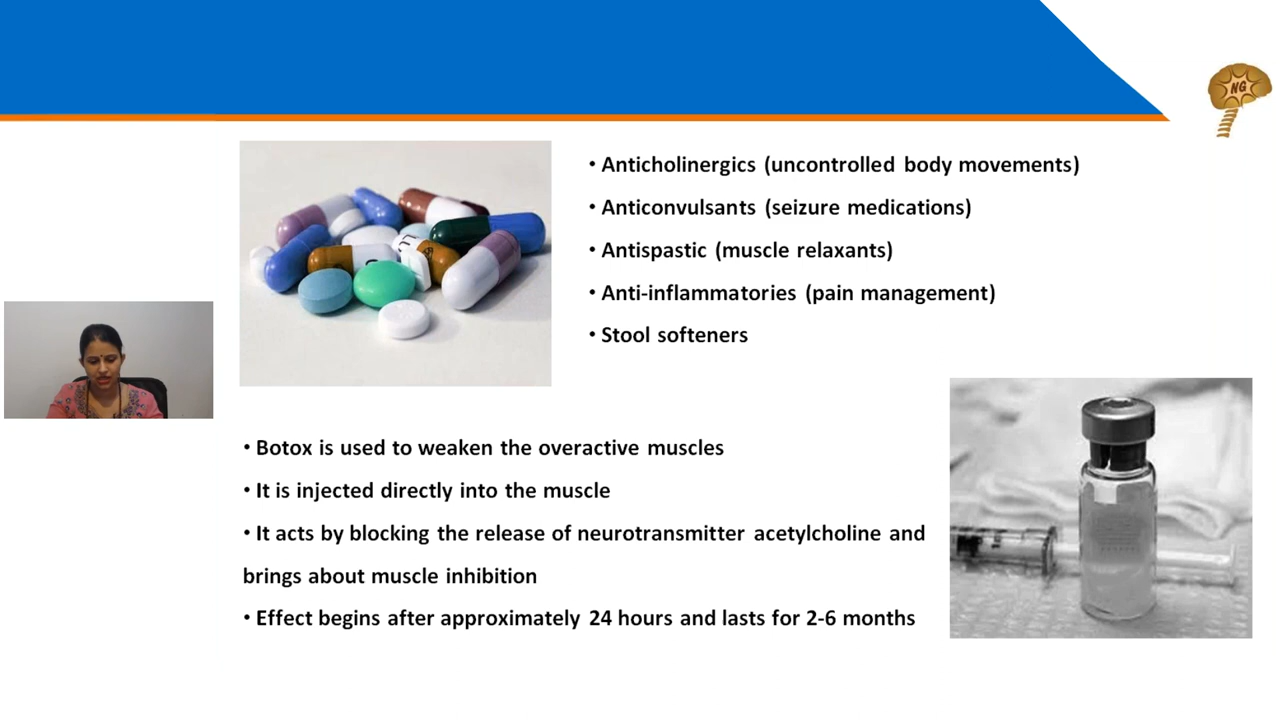 NG
• Anticholinergics (uncontrolled body movements)
• Anticonvulsants (seizure medications)
• Antispastic (muscle relaxants)
• Anti-inflammatories (pain management)
• Stool softeners
• Botox is used to weaken the overactive muscles
• It is injected directly into the muscle
• It acts by blocking the release of neurotransmitter acetylcholine and
brings about muscle inhibition
• Effect begins after approximately 24 hours and lasts for 2-6 months